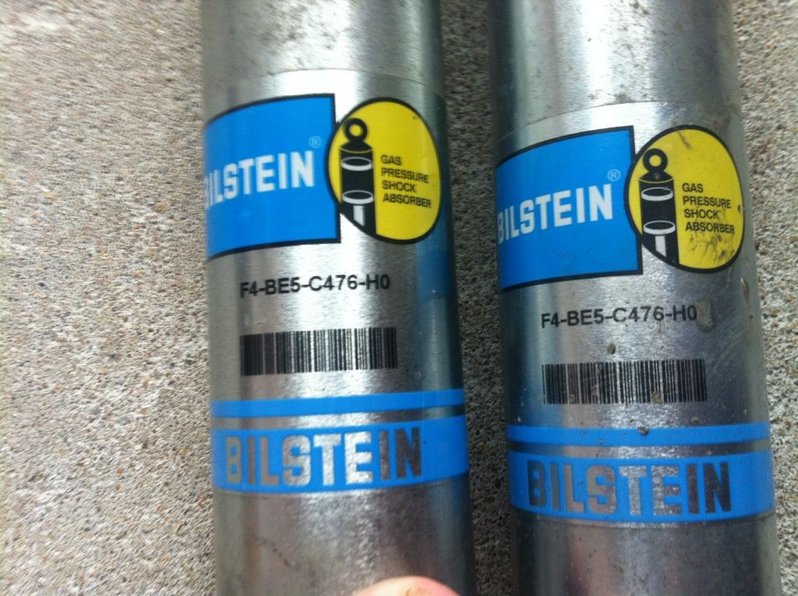 BILSTEIN®
GAS
PRESSURE
SHOCK
ABSORBER
F4-BE5-C476-H0
BILSTEIN
BILSTEIN®
GAS
PRESSURE
SHOCK
ABSORBER
F4-BE5-C476-H0
BILSTEIN